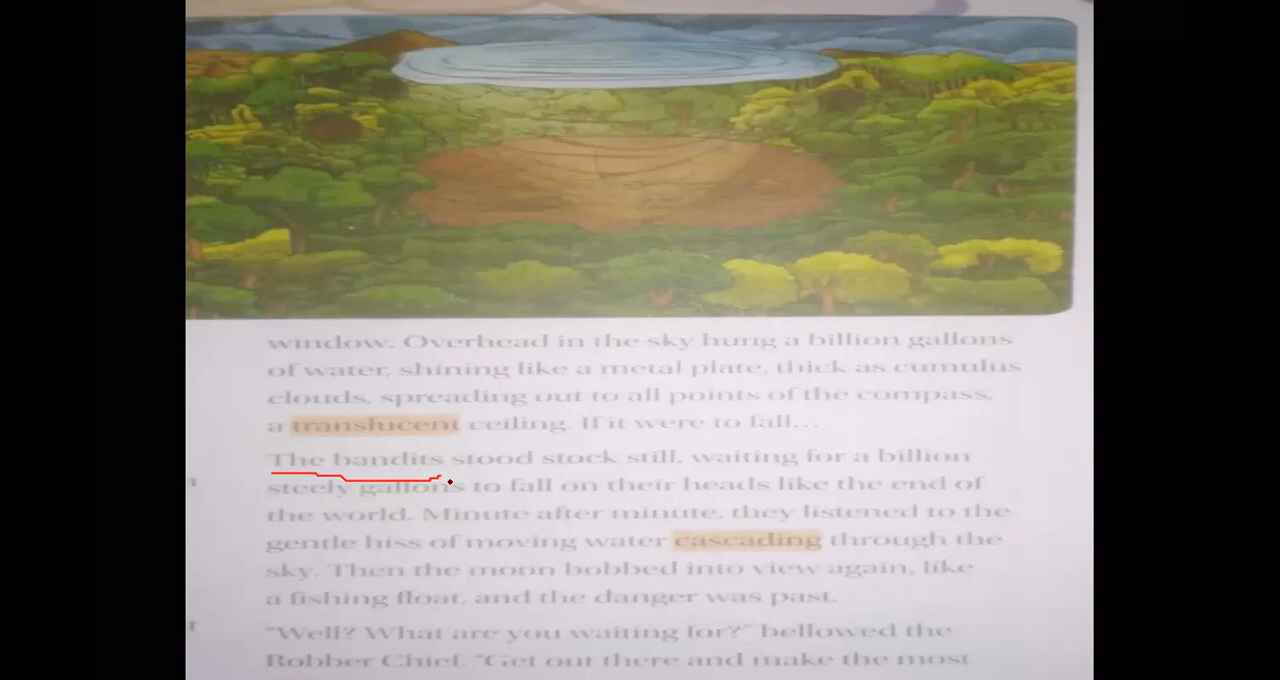 window. Overhead in the sky hung a billion gallons
of water, shining like a metal plate, thick as cumulus
clouds, spreading out to all points of the compass,
a translucent ceiling. If it were to fall...
The bandits stood stock still, waiting for a billion
steely gallons to fall on their heads like the end of
the world. Minute after minute, they listened to the
gentle hiss of moving water cascading through the
sky. Then the moon bobbed into view again, like
a fishing float, and the danger was past.
“Well? What are you waiting for?” bellowed the
Robber Chief. “Get out there and make the most